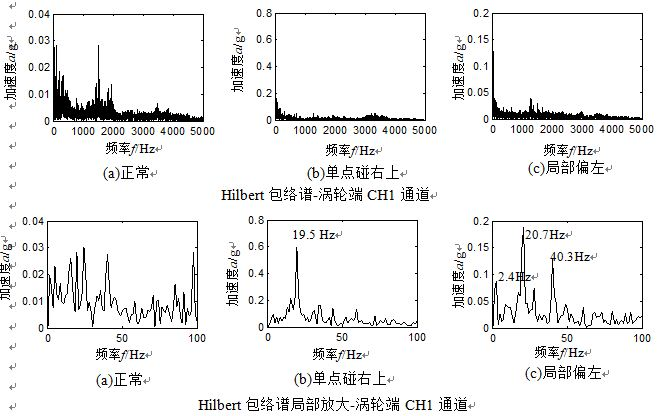 0.04 0.8 0.2
0.03 0.6 0.15
0.02 0.4 0.1
0.01 0.2 0.05
0 0 0
加速度a/g 加速度a/g 加速度a/g
0 1000 2000 3000 4000 5000 0 1000 2000 3000 4000 5000 0 1000 2000 3000 4000 5000
频率f/Hz 频率f/Hz 频率f/Hz
(a)正常 (b)单点碰右上 (c)局部偏左
Hilbert 包络谱-涡轮端 CH1 通道
0.04 0.8 0.2
19.5 Hz 20.7Hz
0.03 0.6 0.15
40.3Hz
0.02 0.4 0.1
2.4Hz
0.01 0.2 0.05
0 0 0
加速度a/g 加速度a/g 加速度a/g
0 50 100 0 50 100 0 50 100
频率f/Hz 频率f/Hz 频率f/Hz
(a)正常 (b)单点碰右上 (c)局部偏左
Hilbert 包络谱局部放大-涡轮端 CH1 通道